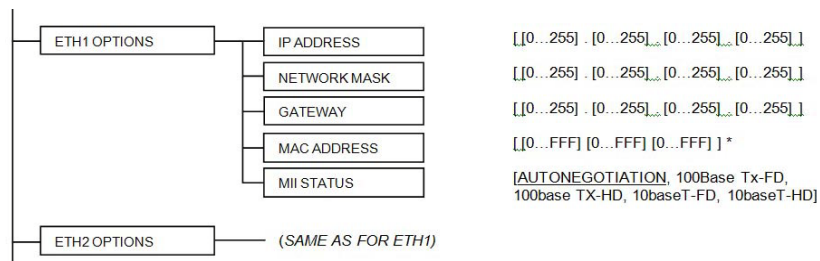 ETH1 OPTIONS IP ADDRESS [ [0…255] . [0…255] . [0…255] . [0…255] ]
NETWORK MASK [ [0…255] . [0…255] . [0…255] . [0…255] ]
GATEWAY [ [0…255] . [0…255] . [0…255] . [0…255] ]
MAC ADDRESS [ [0…FFF] [0…FFF] [0…FFF] ] *
MII STATUS [AUTONEGOTIATION, 100Base Tx-FD,
100base TX-HD, 10baseT-FD, 10baseT-HD]
ETH2 OPTIONS (SAME AS FOR ETH1)